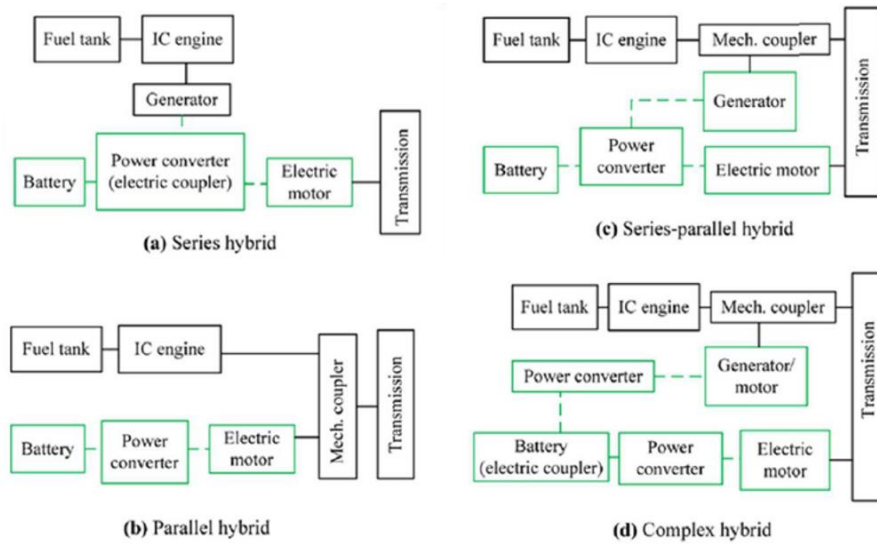 Fuel tank
IC engine
Generator
Battery
Power converter
(electric coupler)
Electric
motor
Transmission
(a) Series hybrid
Fuel tank
IC engine
Battery
Power
converter
Electric
motor
Mech. coupler
Transmission
(b) Parallel hybrid
Fuel tank
IC engine
Mech. coupler
Generator
Battery
Power
converter
Electric motor
Transmission
(c) Series-parallel hybrid
Fuel tank
IC engine
Mech. coupler
Generator/
motor
Power converter
Battery
(electric coupler)
Power
converter
Electric
motor
Transmission
(d) Complex hybrid